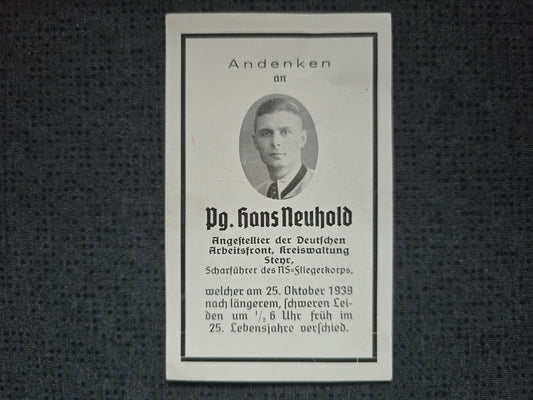 Andenken
an
Pg. Hans Neuhold
Angestellter der Deutschen
Arbeitsfront, Kreiswaltung
Steyr,
Scharführer des NS=Fliegerkorps,
welcher am 25. Oktober 1939
nach längerem, schweren Lei-
den um 1/2 6 Uhr früh im
25. Lebensjahre verschied.